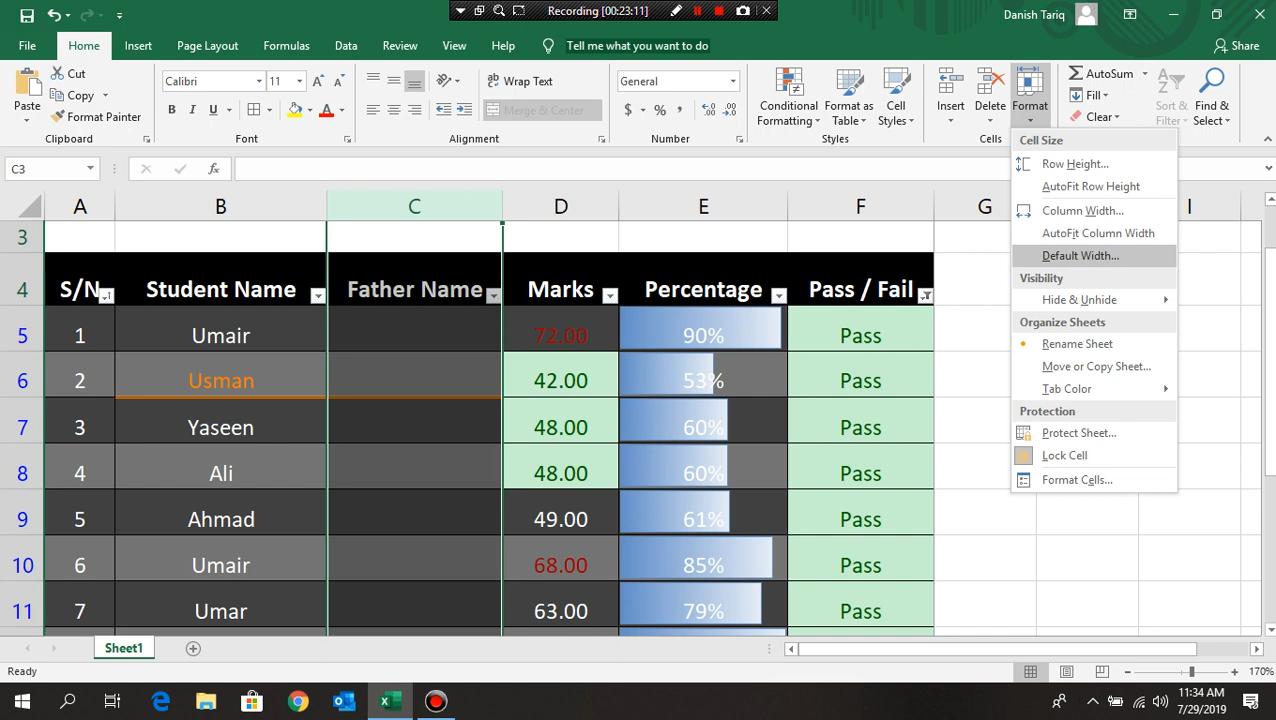 Recording [00:23:11]
Danish Tariq
File
Home
Insert
Page Layout
Formulas
Data
Review
View
Help
Tell me what you want to do
Share
Paste
Cut
Copy
Format Painter
Clipboard
Calibri
11
B
I
U
A
Font
Wrap Text
Merge & Center
Alignment
General
$
%
Number
Conditional Formatting
Format as Table
Cell Styles
Styles
Insert
Delete
Format
Cells
AutoSum
Fill
Clear
Sort & Filter
Find & Select
C3
fx
Cell Size
Row Height...
AutoFit Row Height
Column Width...
AutoFit Column Width
Default Width...
Visibility
Hide & Unhide
Organize Sheets
Rename Sheet
Move or Copy Sheet...
Tab Color
Protection
Protect Sheet...
Lock Cell
Format Cells...
A B C D E F G I
3
4 S/N Student Name Father Name Marks Percentage Pass / Fail
5 1 Umair 72.00 90% Pass
6 2 Usman 42.00 53% Pass
7 3 Yaseen 48.00 60% Pass
8 4 Ali 48.00 60% Pass
9 5 Ahmad 49.00 61% Pass
10 6 Umair 68.00 85% Pass
11 7 Umar 63.00 79% Pass
Sheet1
Ready
170%
11:34 AM
7/29/2019